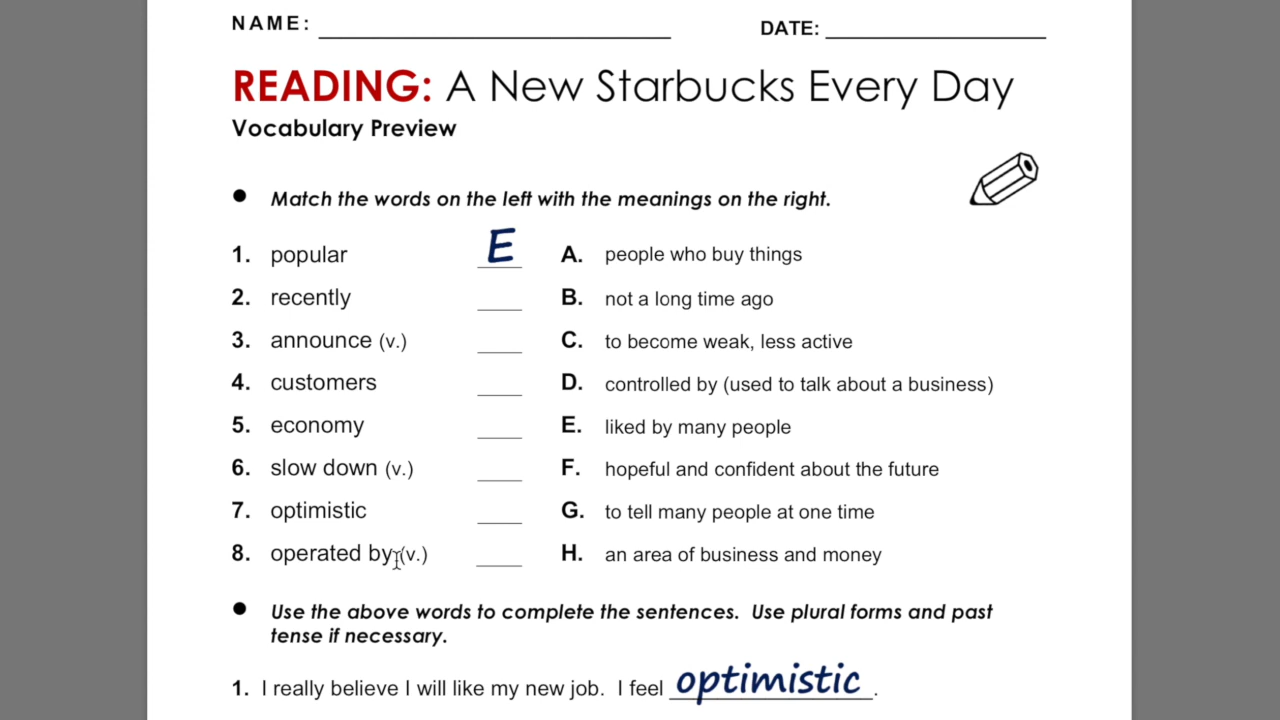 NAME: ____________________ DATE: ____________________
READING: A New Starbucks Every Day
Vocabulary Preview
● Match the words on the left with the meanings on the right.
1. popular E A. people who buy things
2. recently ____ B. not a long time ago
3. announce (v.) ____ C. to become weak, less active
4. customers ____ D. controlled by (used to talk about a business)
5. economy ____ E. liked by many people
6. slow down (v.) ____ F. hopeful and confident about the future
7. optimistic ____ G. to tell many people at one time
8. operated by (v.) ____ H. an area of business and money
● Use the above words to complete the sentences. Use plural forms and past
tense if necessary.
1. I really believe I will like my new job. I feel optimistic.